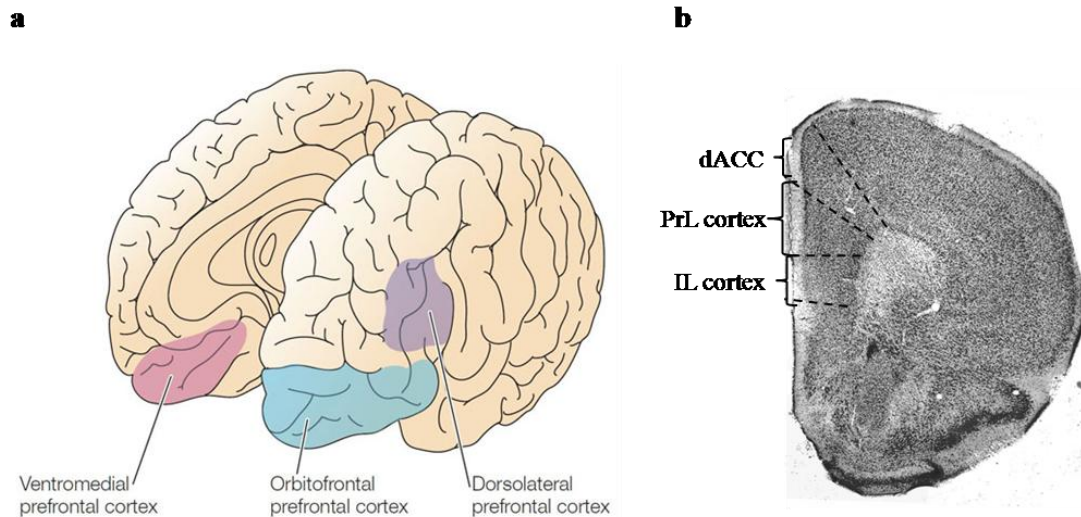 a
b
dACC
PrL cortex
IL cortex
Ventromedial
prefrontal cortex
Orbitofrontal
prefrontal cortex
Dorsolateral
prefrontal cortex